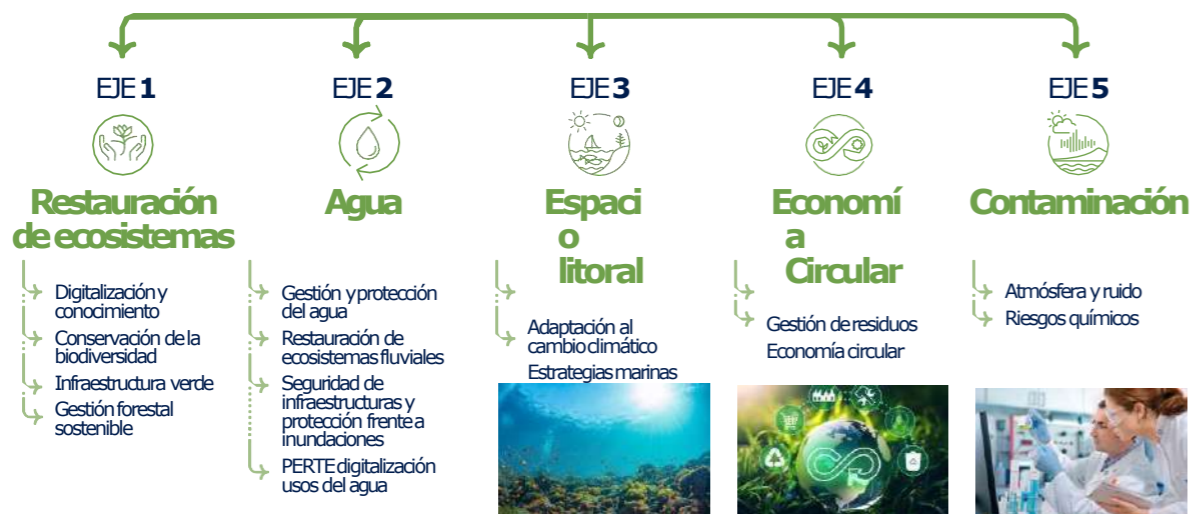 EJE 1
Restauración
de ecosistemas
Digitalización y
conocimiento
Conservación de la
biodiversidad
Infraestructura verde
Gestión forestal
sostenible
EJE 2
Agua
Gestión y protección
del agua
Restauración de
ecosistemas fluviales
Seguridad de
infraestructuras y
protección frente a
inundaciones
PERTE digitalización
usos del agua
EJE 3
Espaci
o
litoral
Adaptación al
cambio climático
Estrategias marinas
EJE 4
Economí
a
Circular
Gestión de residuos
Economía circular
EJE 5
Contaminación
Atmósfera y ruido
Riesgos químicos